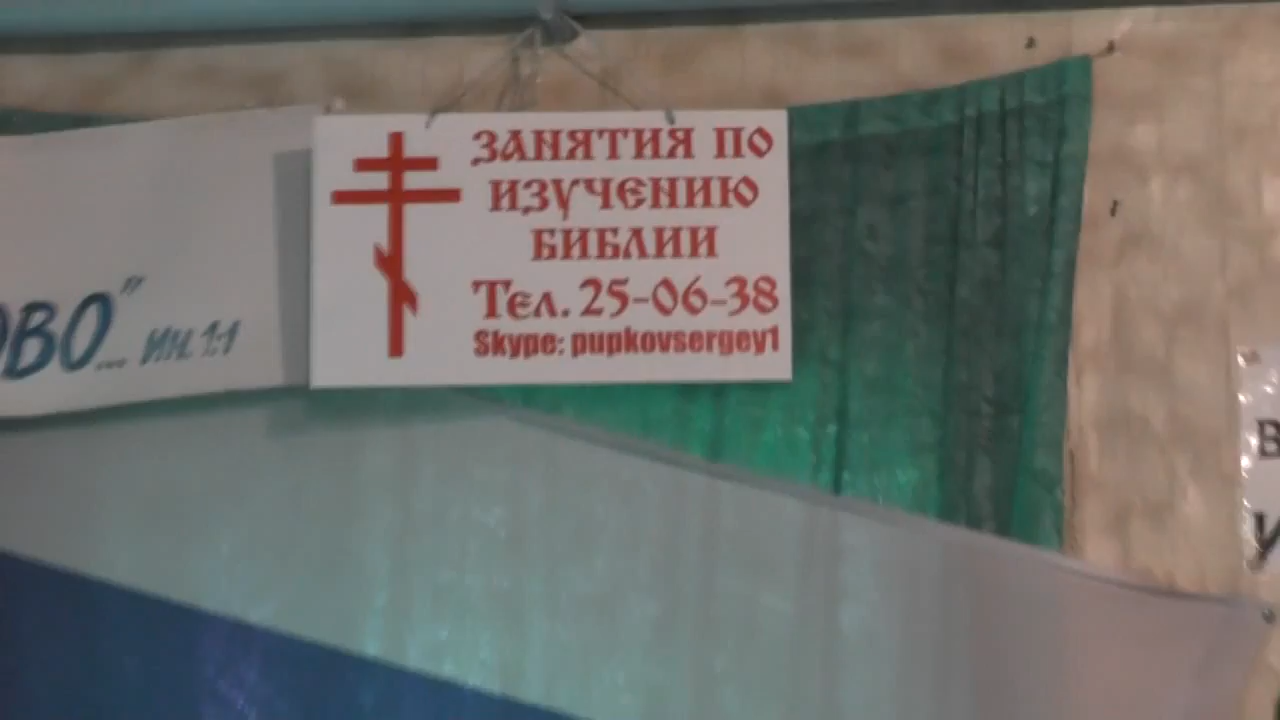 ЗАНЯТИЯ ПО
ИЗУЧЕНИЮ
БИБЛИИ
Тел. 25-06-38
Skype: pupkovsergey1
ОВО..." ИН. 1:1
В